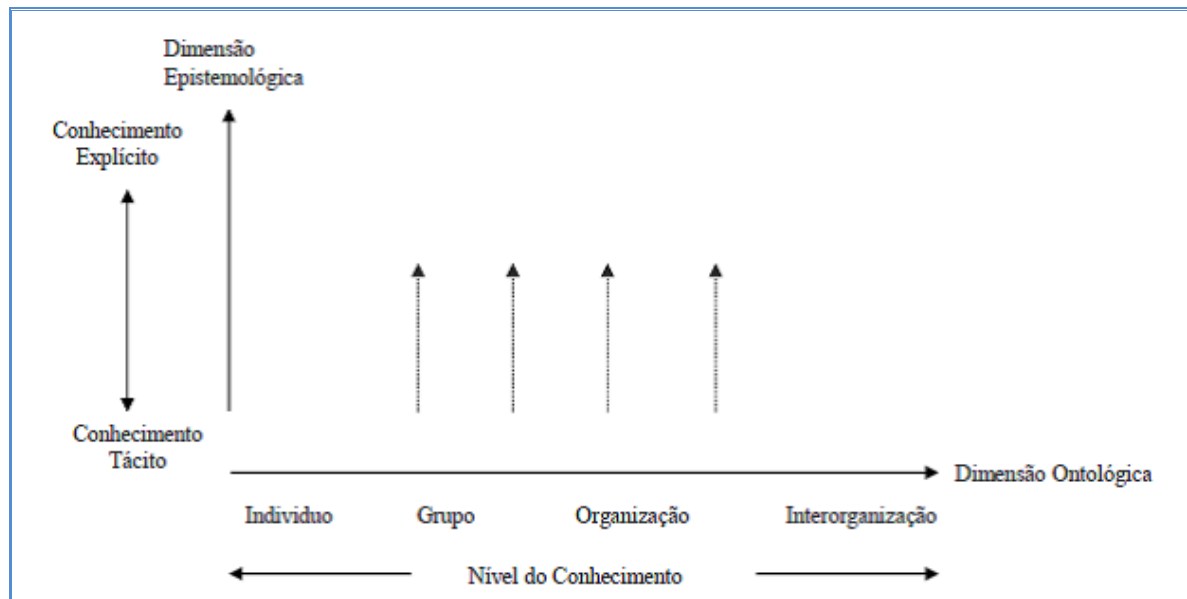 Dimensão
Epistemológica
Conhecimento
Explícito
Conhecimento
Tácito
Dimensão Ontológica
Individuo
Grupo
Organização
Interorganização
Nível do Conhecimento